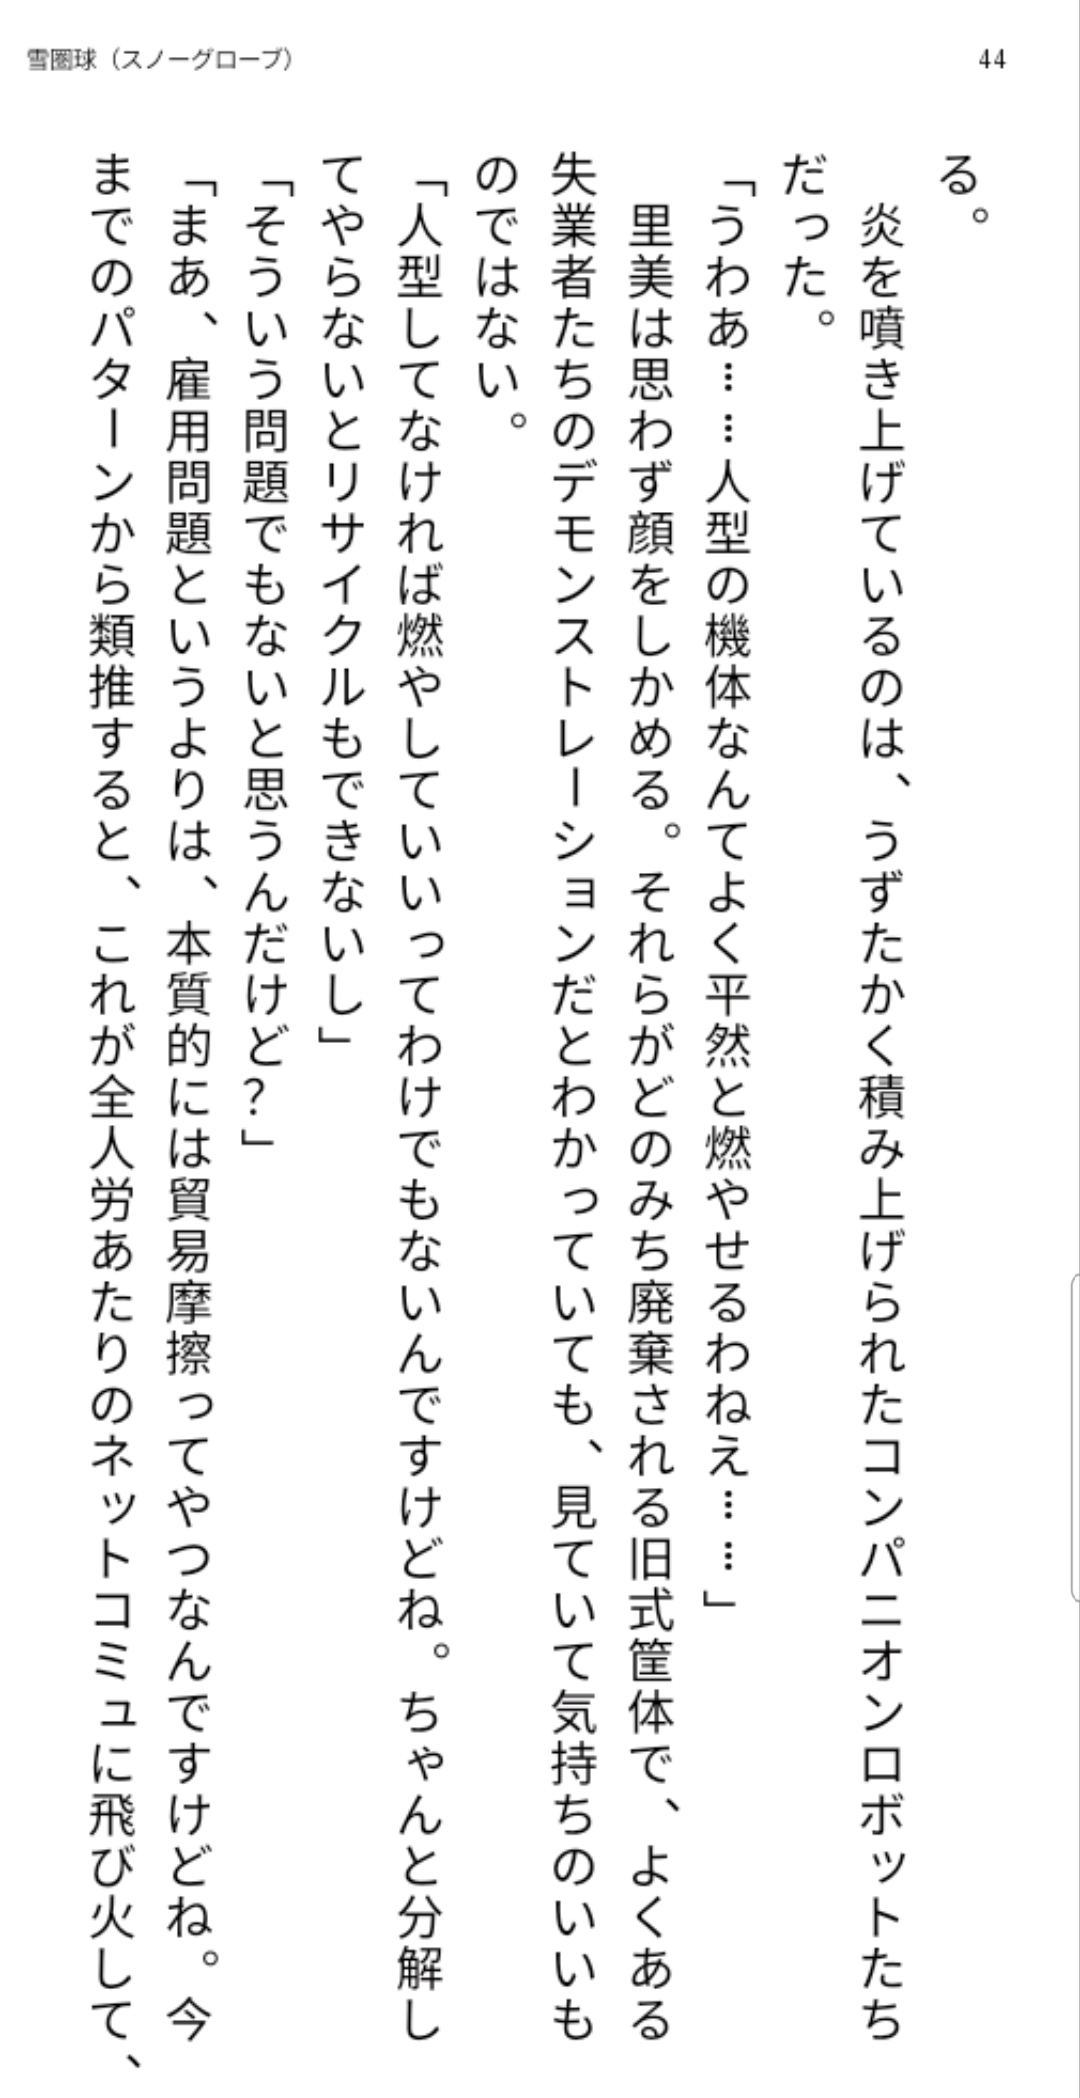 雪圏球（スノーグローブ）
44
る。
　炎を噴き上げているのは、うずたかく積み上げられたコンパニオンロボットたち
だった。
「うわあ……人型の機体なんてよく平然と燃やせるわねえ……」
　里美は思わず顔をしかめる。それらがどのみち廃棄される旧式筐体で、よくある
失業者たちのデモンストレーションだとわかっていても、見ていて気持ちのいいも
のではない。
「人型してなければ燃やしていいってわけでもないんですけどね。ちゃんと分解し
てやらないとリサイクルもできないし」
「そういう問題でもないと思うんだけど？」
「まあ、雇用問題というよりは、本質的には貿易摩擦ってやつなんですけどね。今
までのパターンから類推すると、これが全人労あたりのネットコミュに飛び火して、